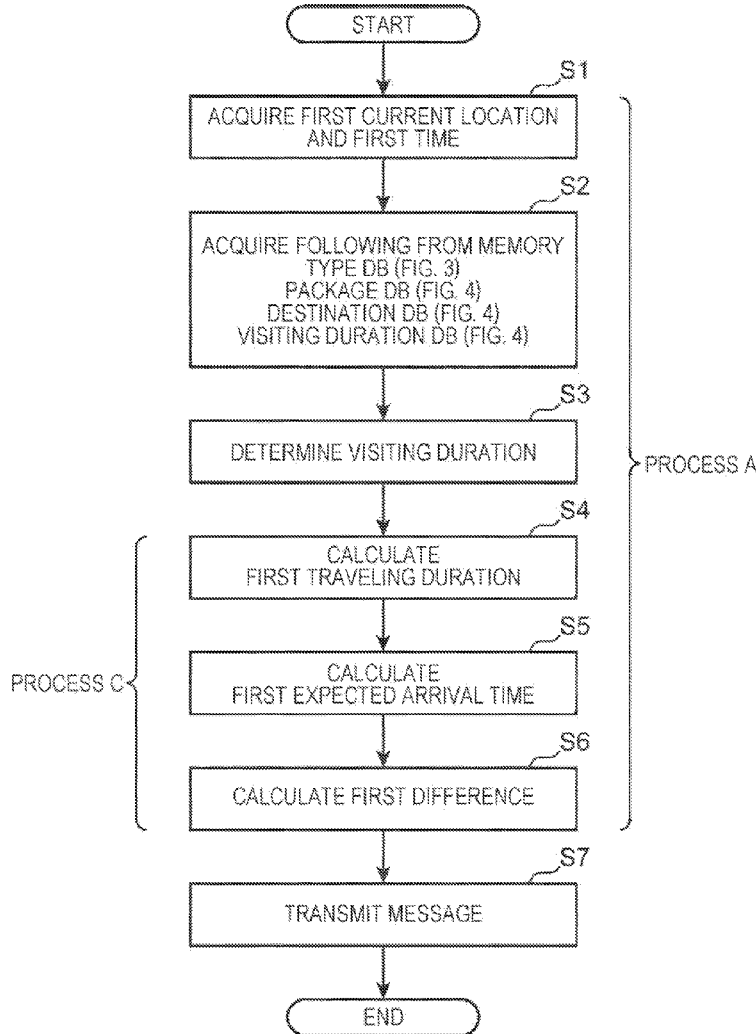 START
S1
ACQUIRE FIRST CURRENT LOCATION
AND FIRST TIME
S2
ACQUIRE FOLLOWING FROM MEMORY
TYPE DB (FIG. 3)
PACKAGE DB (FIG. 4)
DESTINATION DB (FIG. 4)
VISITING DURATION DB (FIG. 4)
S3
DETERMINE VISITING DURATION
PROCESS A
S4
CALCULATE
FIRST TRAVELING DURATION
S5
CALCULATE
FIRST EXPECTED ARRIVAL TIME
PROCESS C
S6
CALCULATE FIRST DIFFERENCE
S7
TRANSMIT MESSAGE
END